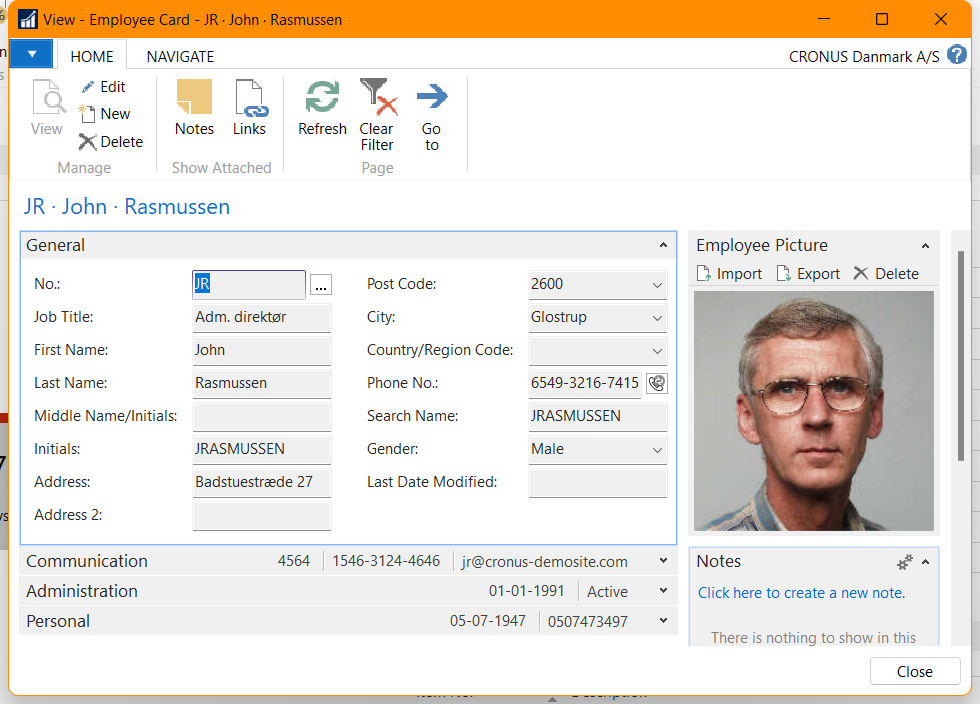 View - Employee Card - JR · John · Rasmussen
HOME NAVIGATE CRONUS Danmark A/S ?
View Edit New Delete
Manage
Notes Links
Show Attached
Refresh Clear Filter Go to
Page
JR · John · Rasmussen
General
No.: JR ...
Job Title: Adm. direktør
First Name: John
Last Name: Rasmussen
Middle Name/Initials:
Initials: JRASMUSSEN
Address: Badstuestræde 27
Address 2:
Post Code: 2600
City: Glostrup
Country/Region Code:
Phone No.: 6549-3216-7415
Search Name: JRASMUSSEN
Gender: Male
Last Date Modified:
Communication 4564 1546-3124-4646 jr@cronus-demosite.com
Administration 01-01-1991 Active
Personal 05-07-1947 0507473497
Employee Picture
Import Export Delete
Notes
Click here to create a new note.
There is nothing to show in this
Close